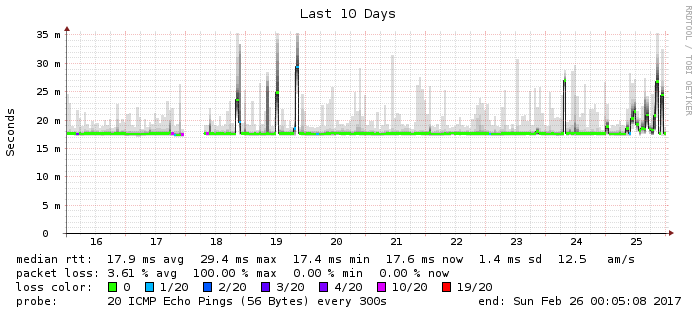 Last 10 Days
RRDTOOL / TOBI OETIKER
Seconds
35 m
30 m
25 m
20 m
15 m
10 m
5 m
0
16 17 18 19 20 21 22 23 24 25
median rtt: 17.9 ms avg 29.4 ms max 17.4 ms min 17.6 ms now 1.4 ms sd 12.5 am/s
packet loss: 3.61 % avg 100.00 % max 0.00 % min 0.00 % now
loss color: 0 1/20 2/20 3/20 4/20 10/20 19/20
probe: 20 ICMP Echo Pings (56 Bytes) every 300s end: Sun Feb 26 00:05:08 2017